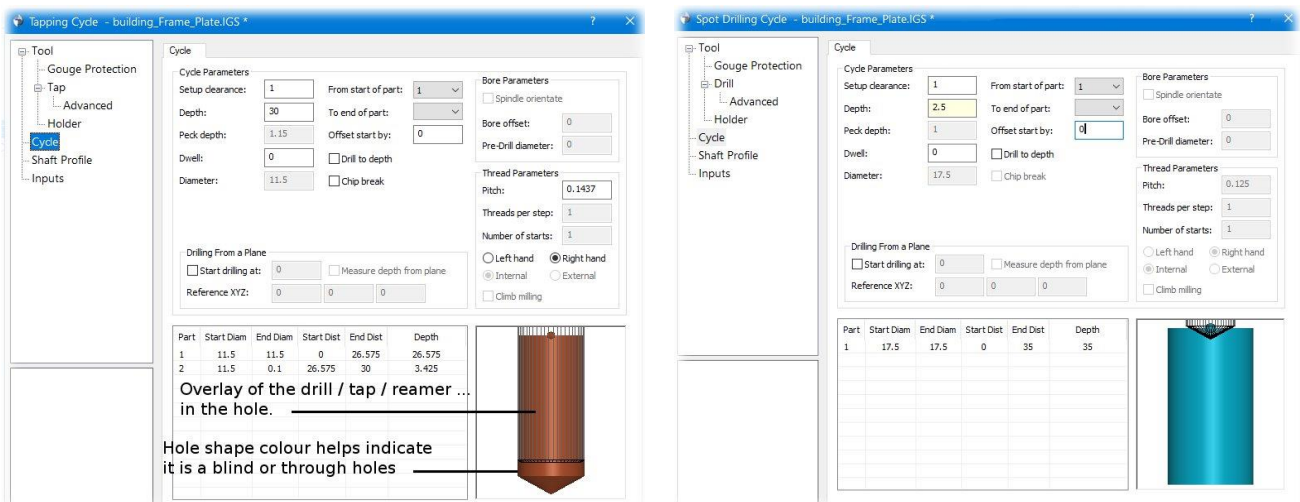 Tapping Cycle - building_Frame_Plate.IGS *
? ×
Tool
Gouge Protection
Tap
Advanced
Holder
Cycle
Shaft Profile
Inputs
Cycle
Cycle Parameters
Setup clearance: 1 From start of part: 1
Depth: 30 To end of part:
Peck depth: 1.15 Offset start by: 0
Dwell: 0 Drill to depth
Diameter: 11.5 Chip break
Bore Parameters
Spindle orientate
Bore offset: 0
Pre-Drill diameter: 0
Thread Parameters
Pitch: 0.1437
Threads per step: 1
Number of starts: 1
Left hand Right hand
Internal External
Climb milling
Drilling From a Plane
Start drilling at: 0 Measure depth from plane
Reference XYZ: 0 0 0
Part Start Diam End Diam Start Dist End Dist Depth
1 11.5 11.5 0 26.575 26.575
2 11.5 0.1 26.575 30 3.425
Overlay of the drill / tap / reamer ...
in the hole.
Hole shape colour helps indicate
it is a blind or through holes
Spot Drilling Cycle - building_Frame_Plate.IGS *
? ×
Tool
Gouge Protection
Drill
Advanced
Holder
Cycle
Shaft Profile
Inputs
Cycle
Cycle Parameters
Setup clearance: 1 From start of part: 1
Depth: 2.5 To end of part:
Peck depth: 1 Offset start by: 0
Dwell: 0 Drill to depth
Diameter: 17.5 Chip break
Bore Parameters
Spindle orientate
Bore offset: 0
Pre-Drill diameter: 0
Thread Parameters
Pitch: 0.125
Threads per step: 1
Number of starts: 1
Left hand Right hand
Internal External
Climb milling
Drilling From a Plane
Start drilling at: 0 Measure depth from plane
Reference XYZ: 0 0 0
Part Start Diam End Diam Start Dist End Dist Depth
1 17.5 17.5 0 35 35